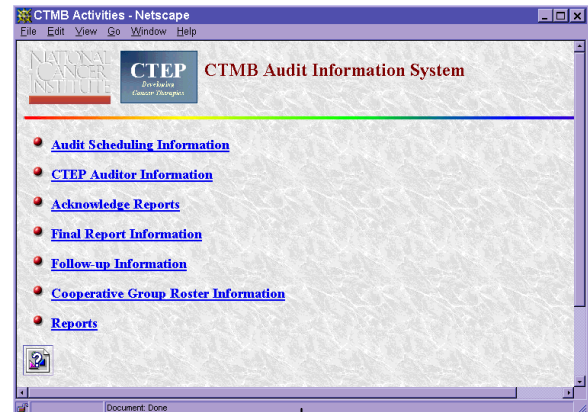 CTMB Activities - Netscape
File Edit View Go Window Help
NATIONAL
CANCER
INSTITUTE
CTEP
Developing
Cancer Therapies
CTMB Audit Information System
Audit Scheduling Information
CTEP Auditor Information
Acknowledge Reports
Final Report Information
Follow-up Information
Cooperative Group Roster Information
Reports
Document: Done